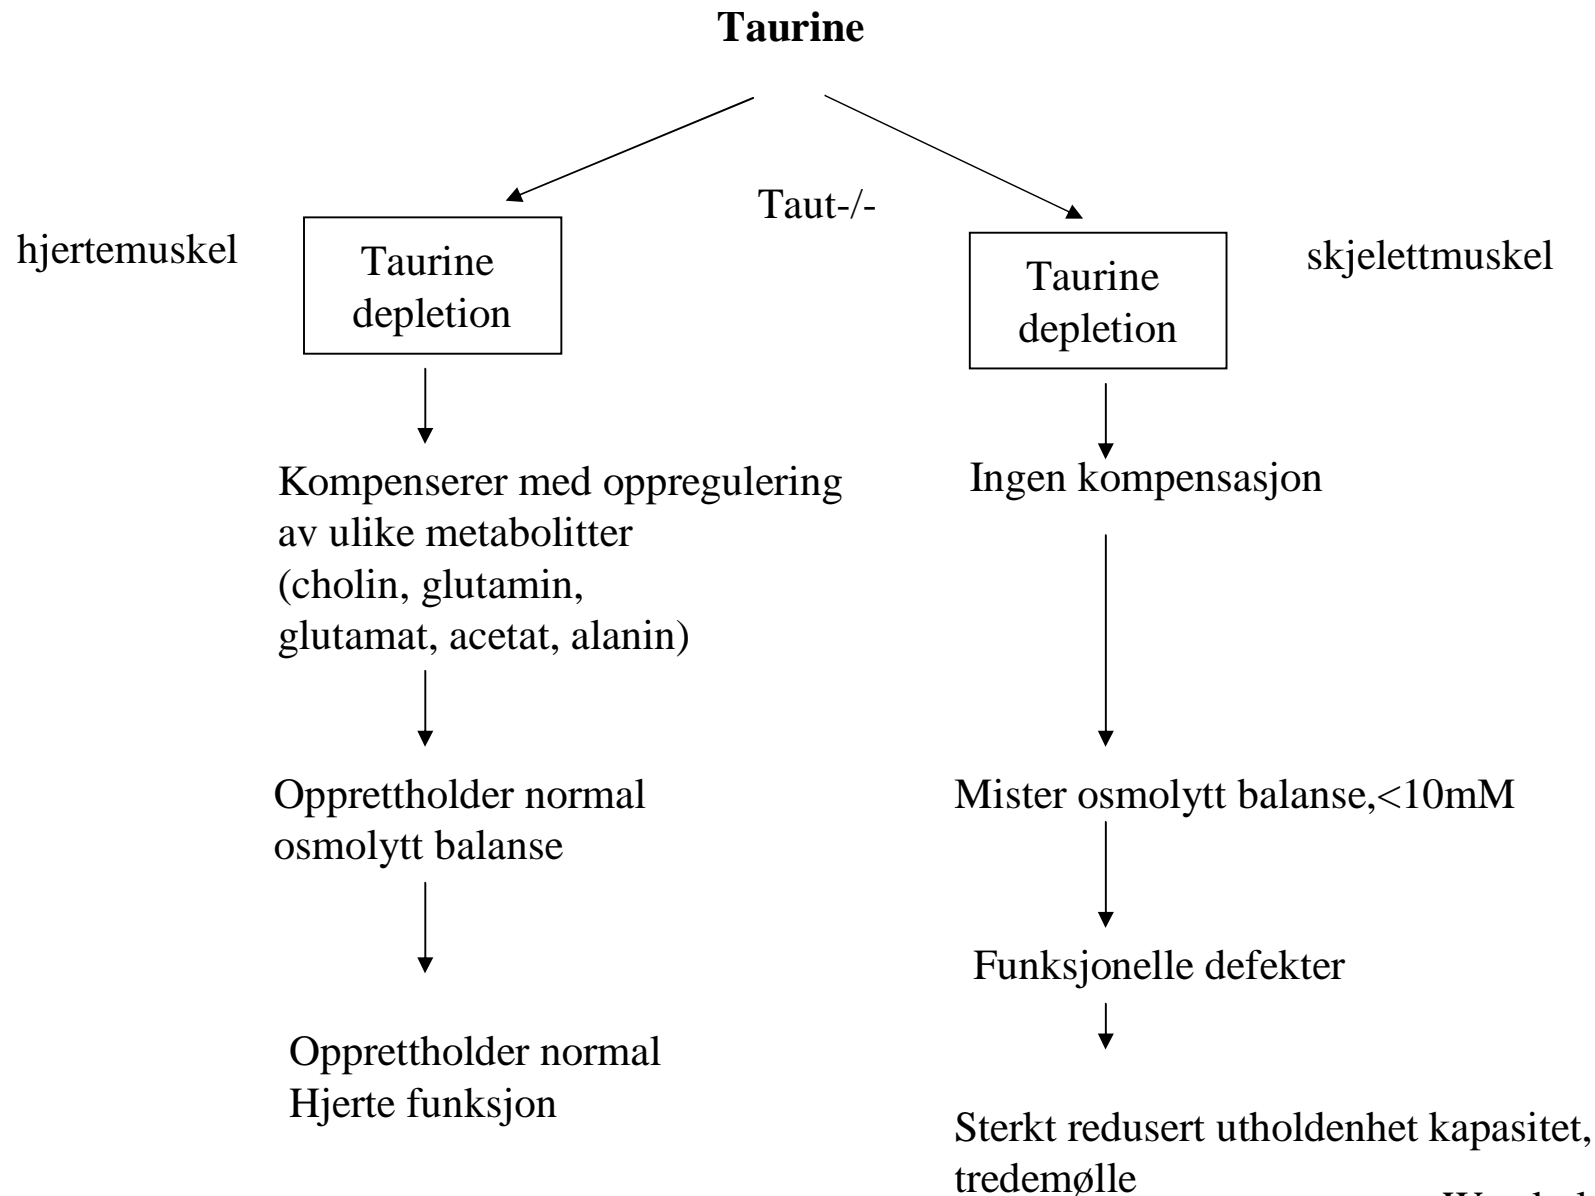 Taurine
Taut-/-
hjertemuskel
Taurine
depletion
Kompenserer med oppregulering
av ulike metabolitter
(cholin, glutamin,
glutamat, acetat, alanin)
Opprettholder normal
osmolytt balanse
Opprettholder normal
Hjerte funksjon
skjelettmuskel
Taurine
depletion
Ingen kompensasjon
Mister osmolytt balanse,<10mM
Funksjonelle defekter
Sterkt redusert utholdenhet kapasitet,
tredemølle